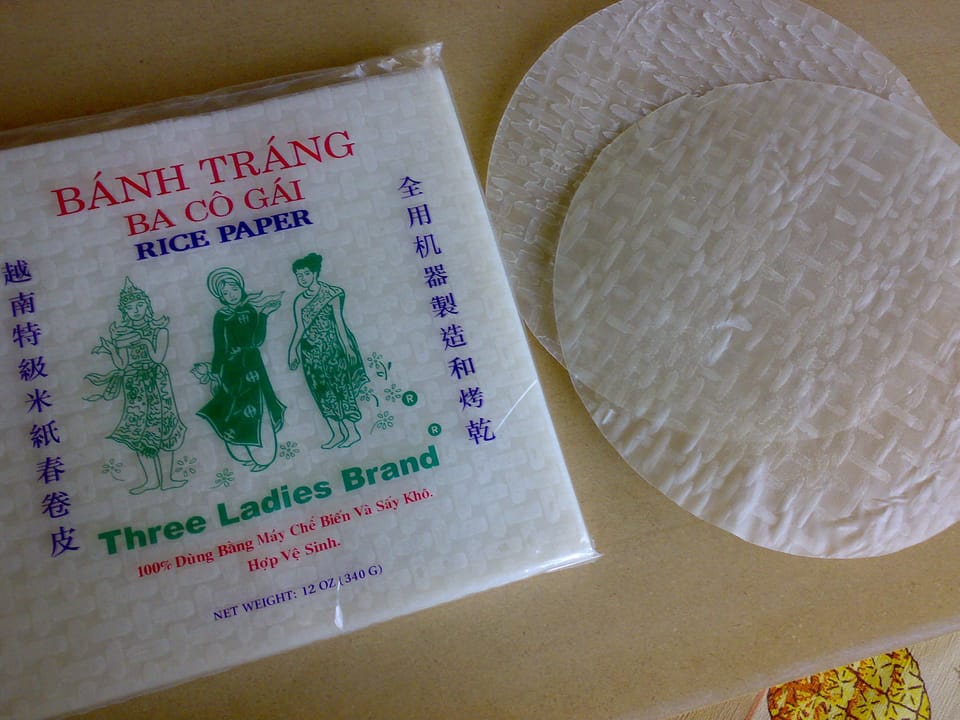 BÁNH TRÁNG
BA CÔ GÁI
RICE PAPER
越南特級米紙春卷皮
全用机器製造和烤乾
®
®
Three Ladies Brand
100% Dùng Bàng Máy Chế Biến Và Sấy Khô.
Hợp Vệ Sinh.
NET WEIGHT: 12 OZ (340 G)